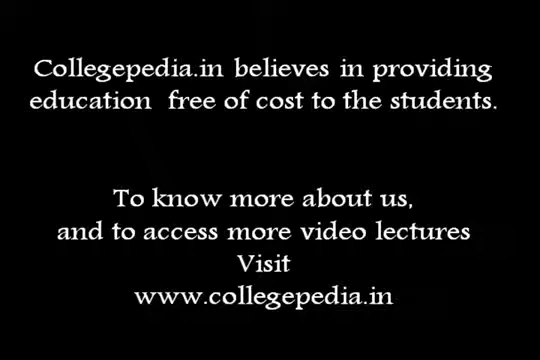 Collegepedia.in believes in providing
education free of cost to the students.
To know more about us,
and to access more video lectures
Visit
www.collegepedia.in